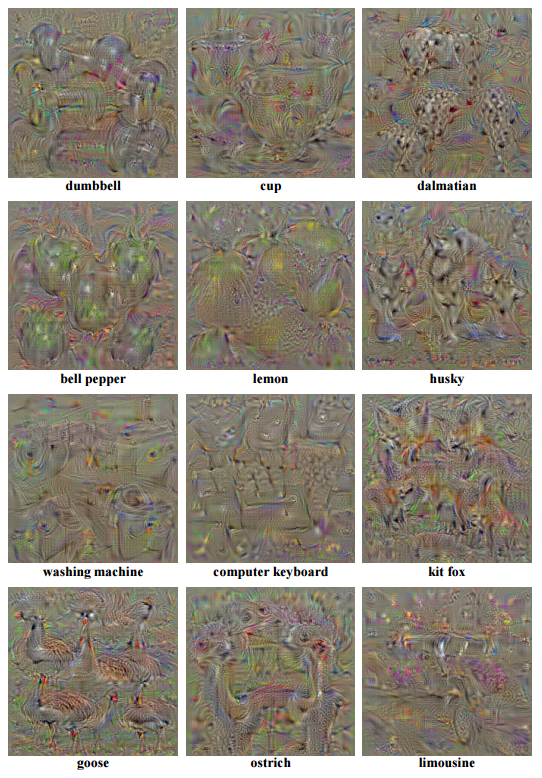 dumbbell cup dalmatian
bell pepper lemon husky
washing machine computer keyboard kit fox
goose ostrich limousine